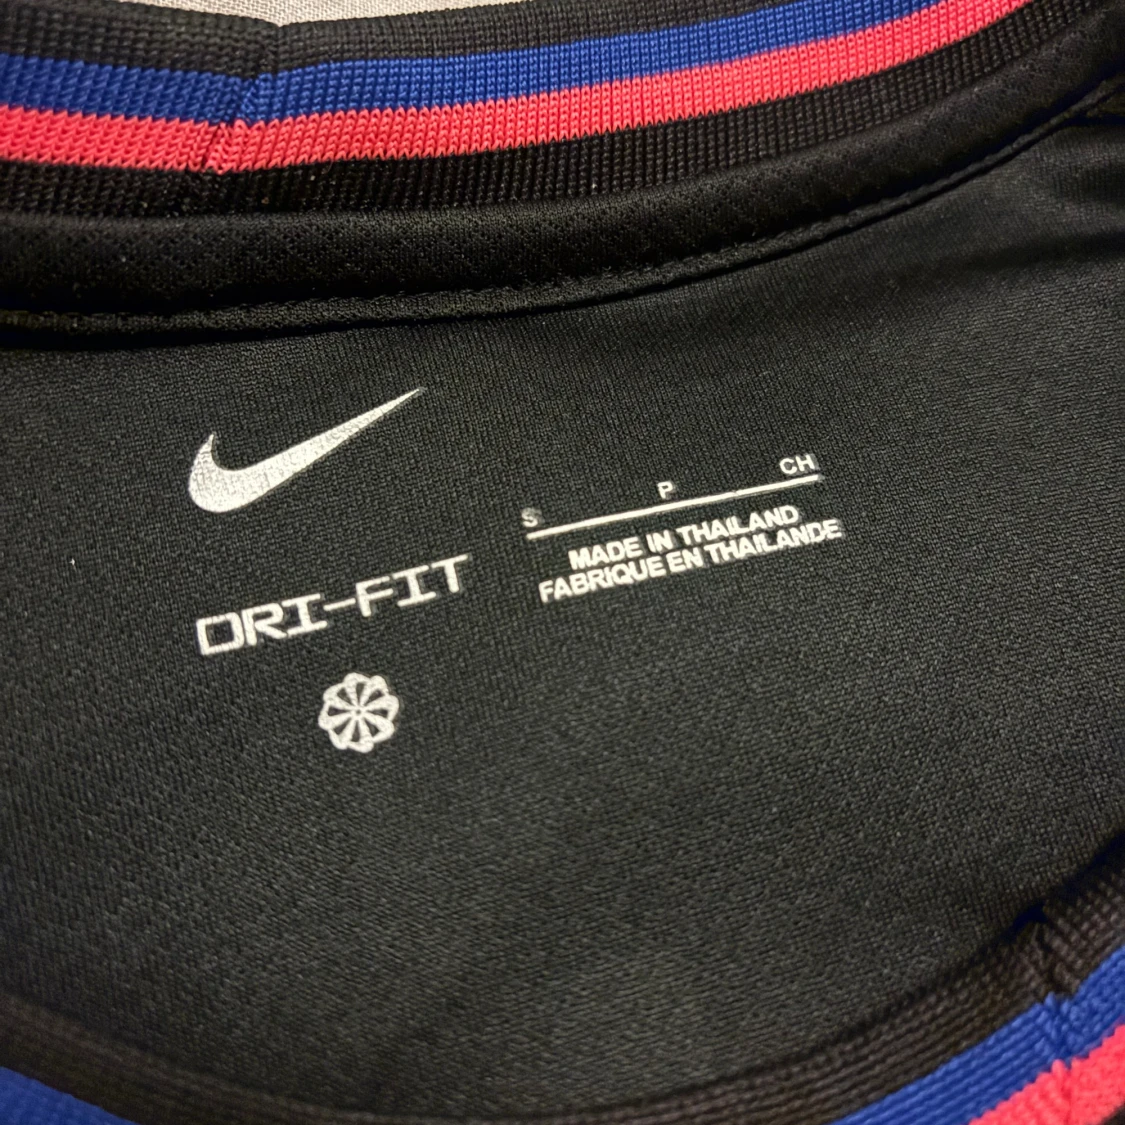 DRI-FIT
S P CH
MADE IN THAILAND
FABRIQUE EN THAILANDE